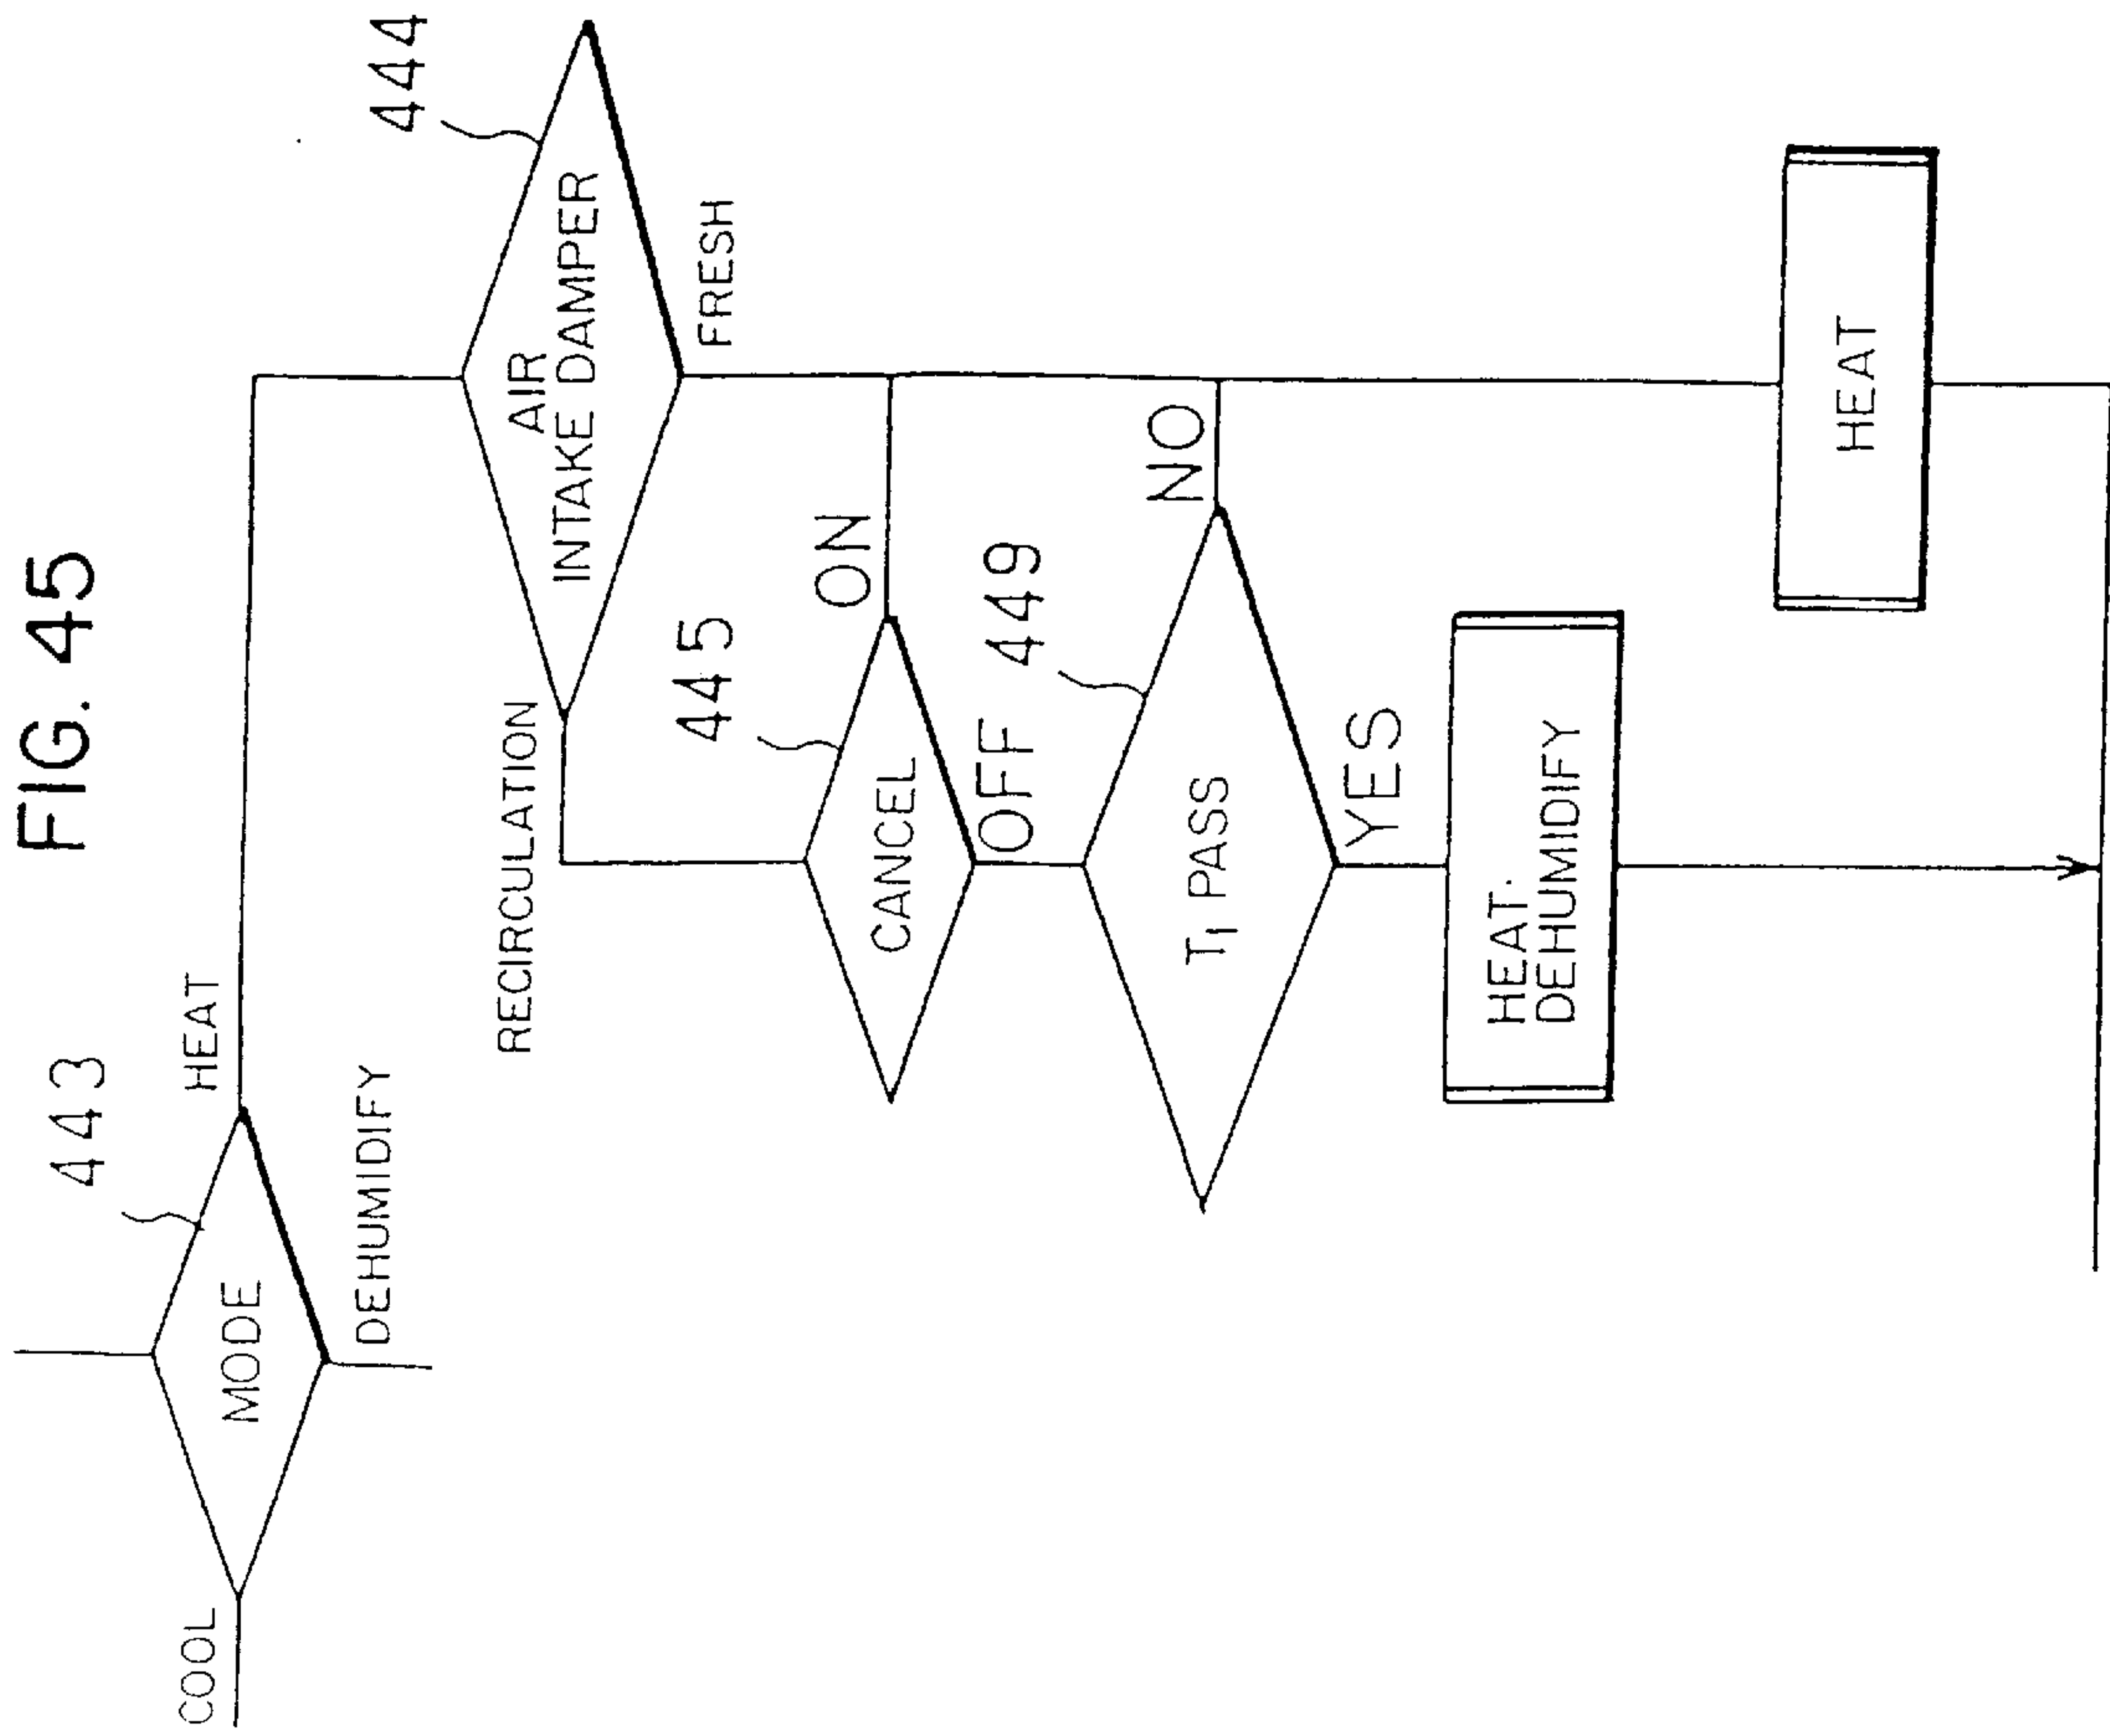 FIG. 45
443
MODE
COOL
HEAT
DEHUMIDIFY
444
AIR
INTAKE DAMPER
RECIRCULATION
FRESH
445
CANCEL
ON
OFF
449
T₁ PASS
NO
YES
HEAT·
DEHUMIDIFY
HEAT